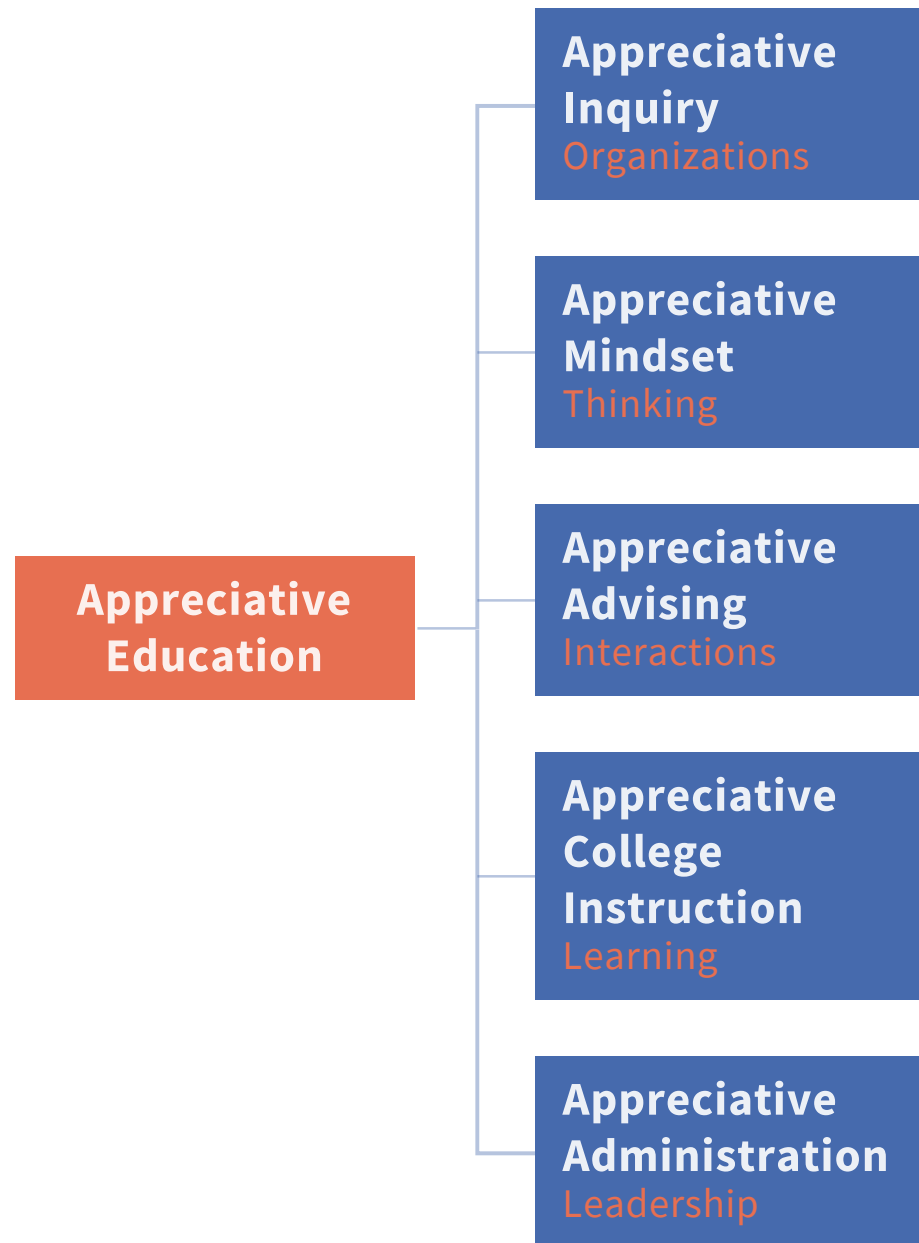 Appreciative
Education
Appreciative
Inquiry
Organizations
Appreciative
Mindset
Thinking
Appreciative
Advising
Interactions
Appreciative
College
Instruction
Learning
Appreciative
Administration
Leadership